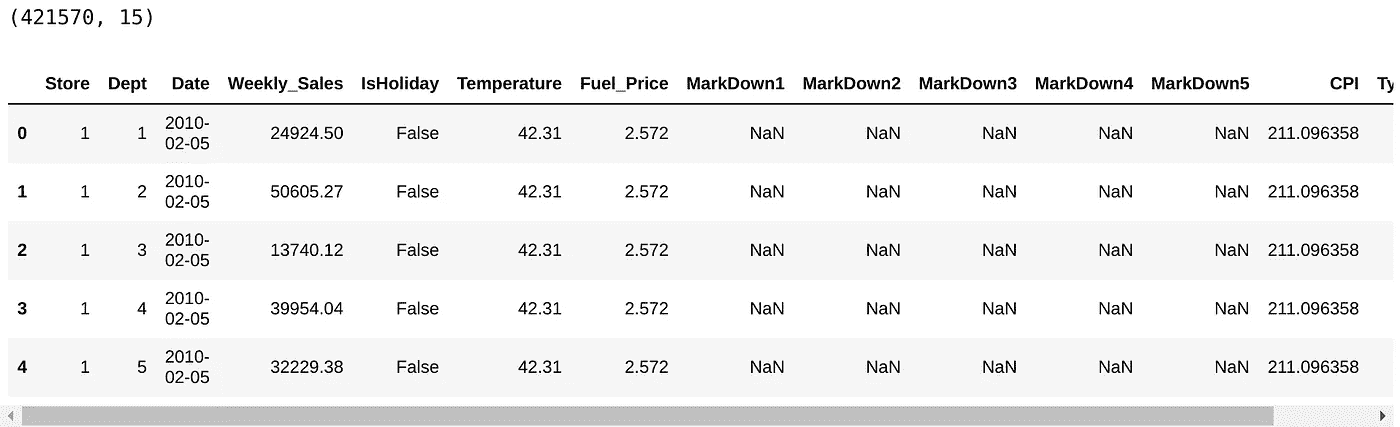 (421570, 15)
Store Dept Date Weekly_Sales IsHoliday Temperature Fuel_Price MarkDown1 MarkDown2 MarkDown3 MarkDown4 MarkDown5 CPI Ty
0 1 1 2010-02-05 24924.50 False 42.31 2.572 NaN NaN NaN NaN NaN 211.096358
1 1 2 2010-02-05 50605.27 False 42.31 2.572 NaN NaN NaN NaN NaN 211.096358
2 1 3 2010-02-05 13740.12 False 42.31 2.572 NaN NaN NaN NaN NaN 211.096358
3 1 4 2010-02-05 39954.04 False 42.31 2.572 NaN NaN NaN NaN NaN 211.096358
4 1 5 2010-02-05 32229.38 False 42.31 2.572 NaN NaN NaN NaN NaN 211.096358